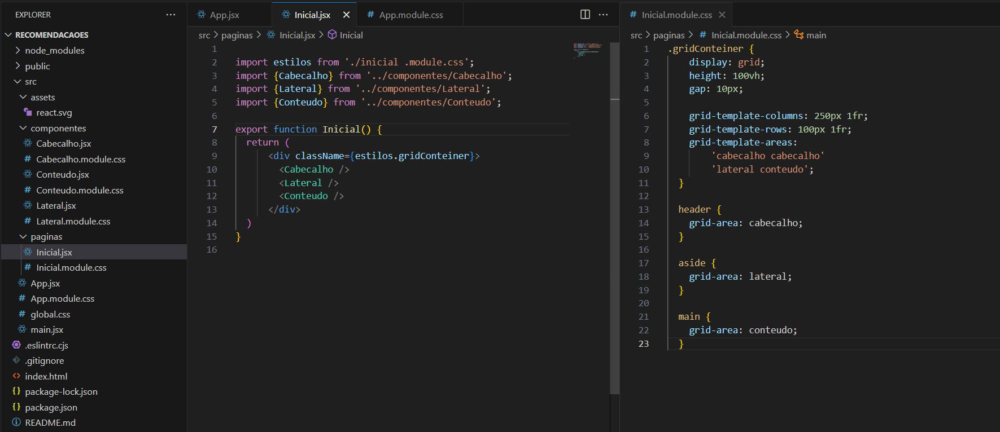 EXPLORER
RECOMENDACAOES
node_modules
public
src
assets
react.svg
componentes
Cabecalho.jsx
Cabecalho.module.css
Conteudo.jsx
Conteudo.module.css
Lateral.jsx
Lateral.module.css
paginas
Inicial.jsx
Inicial.module.css
App.jsx
App.module.css
global.css
main.jsx
.eslintrc.cjs
.gitignore
index.html
package-lock.json
package.json
README.md
App.jsx Inicial.jsx App.module.css
src > paginas > Inicial.jsx > Inicial
1
2 import estilos from './inicial .module.css';
3 import {Cabecalho} from '../componentes/Cabecalho';
4 import {Lateral} from '../componentes/Lateral';
5 import {Conteudo} from '../componentes/Conteudo';
6
7 export function Inicial() {
8 return (
9 <div className={estilos.gridConteiner}>
10 <Cabecalho />
11 <Lateral />
12 <Conteudo />
13 </div>
14 )
15 }
16
Inicial.module.css
src > paginas > Inicial.module.css > main
1 .gridConteiner {
2 display: grid;
3 height: 100vh;
4 gap: 10px;
5
6 grid-template-columns: 250px 1fr;
7 grid-template-rows: 100px 1fr;
8 grid-template-areas:
9 'cabecalho cabecalho'
10 'lateral conteudo';
11 }
12
13 header {
14 grid-area: cabecalho;
15 }
16
17 aside {
18 grid-area: lateral;
19 }
20
21 main {
22 grid-area: conteudo;
23 }